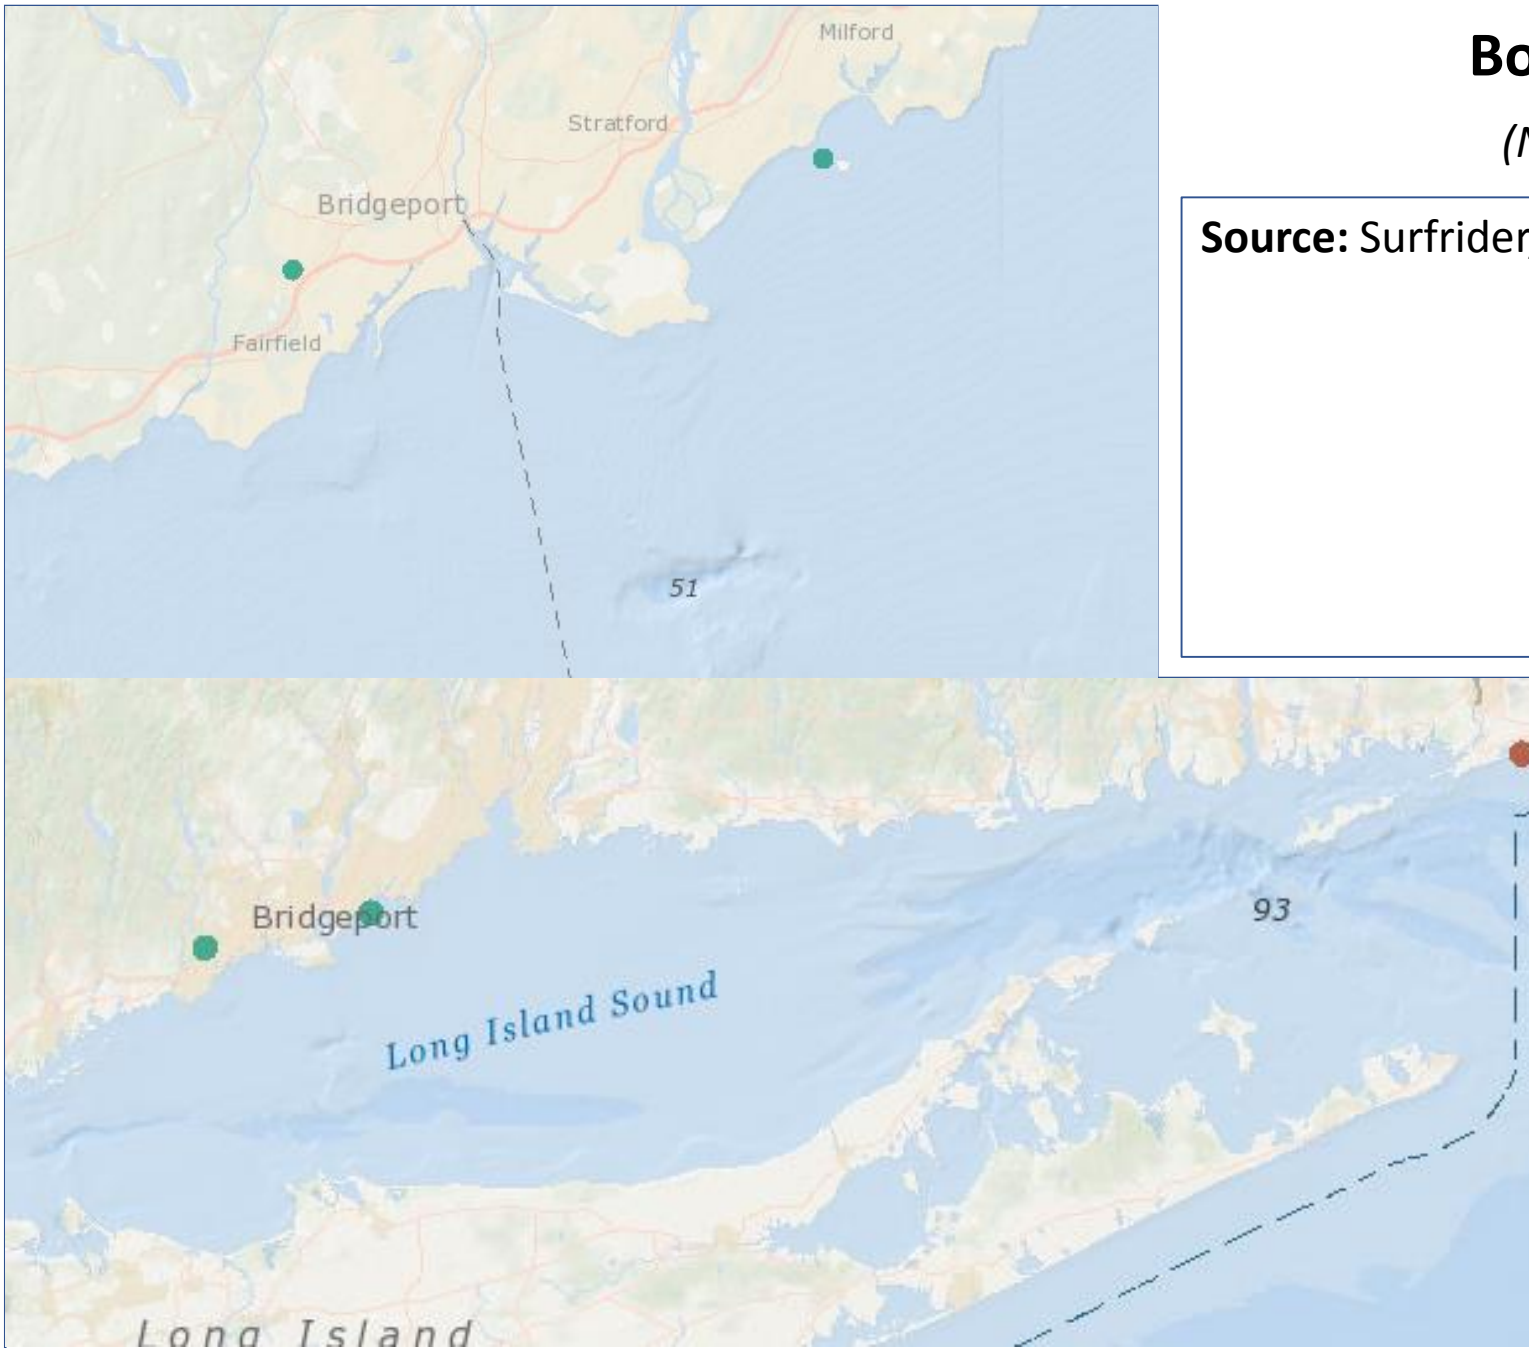 Milford
Stratford
Bridgeport
Fairfield
51
Bo
(N
Source: Surfrider,
Bridgeport
93
Long Island Sound
Long Island